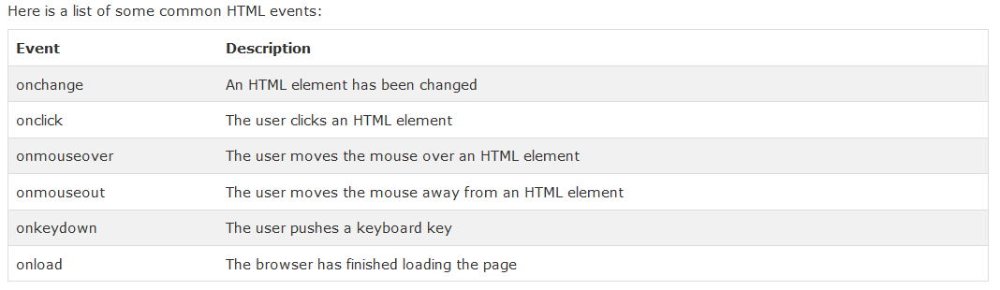 Here is a list of some common HTML events:
Event Description
onchange An HTML element has been changed
onclick The user clicks an HTML element
onmouseover The user moves the mouse over an HTML element
onmouseout The user moves the mouse away from an HTML element
onkeydown The user pushes a keyboard key
onload The browser has finished loading the page